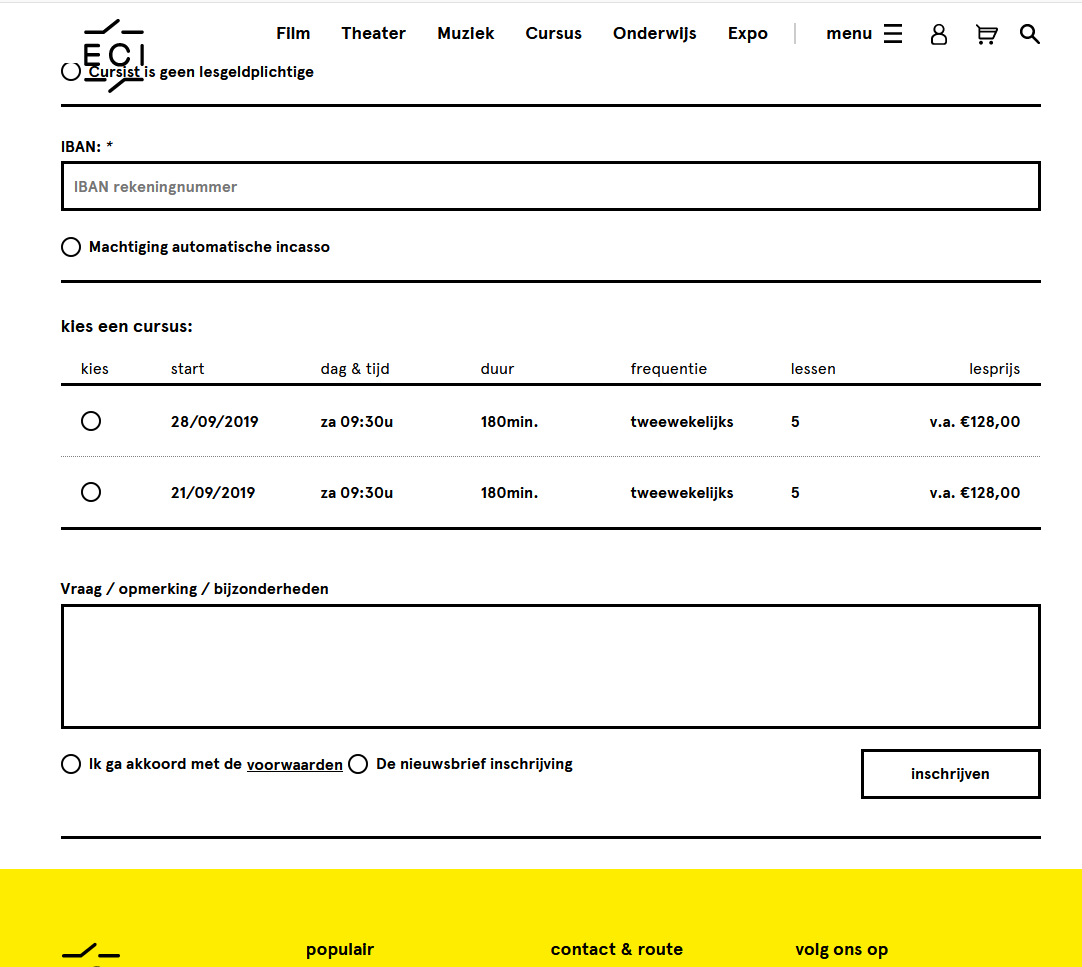 Film Theater Muziek Cursus Onderwijs Expo menu
ECI
Cursist is geen lesgeldplichtige
IBAN: *
IBAN rekeningnummer
Machtiging automatische incasso
kies een cursus:
kies start dag & tijd duur frequentie lessen lesprijs
28/09/2019 za 09:30u 180min. tweewekelijks 5 v.a. €128,00
21/09/2019 za 09:30u 180min. tweewekelijks 5 v.a. €128,00
Vraag / opmerking / bijzonderheden
Ik ga akkoord met de voorwaarden De nieuwsbrief inschrijving
inschrijven
populair contact & route volg ons op